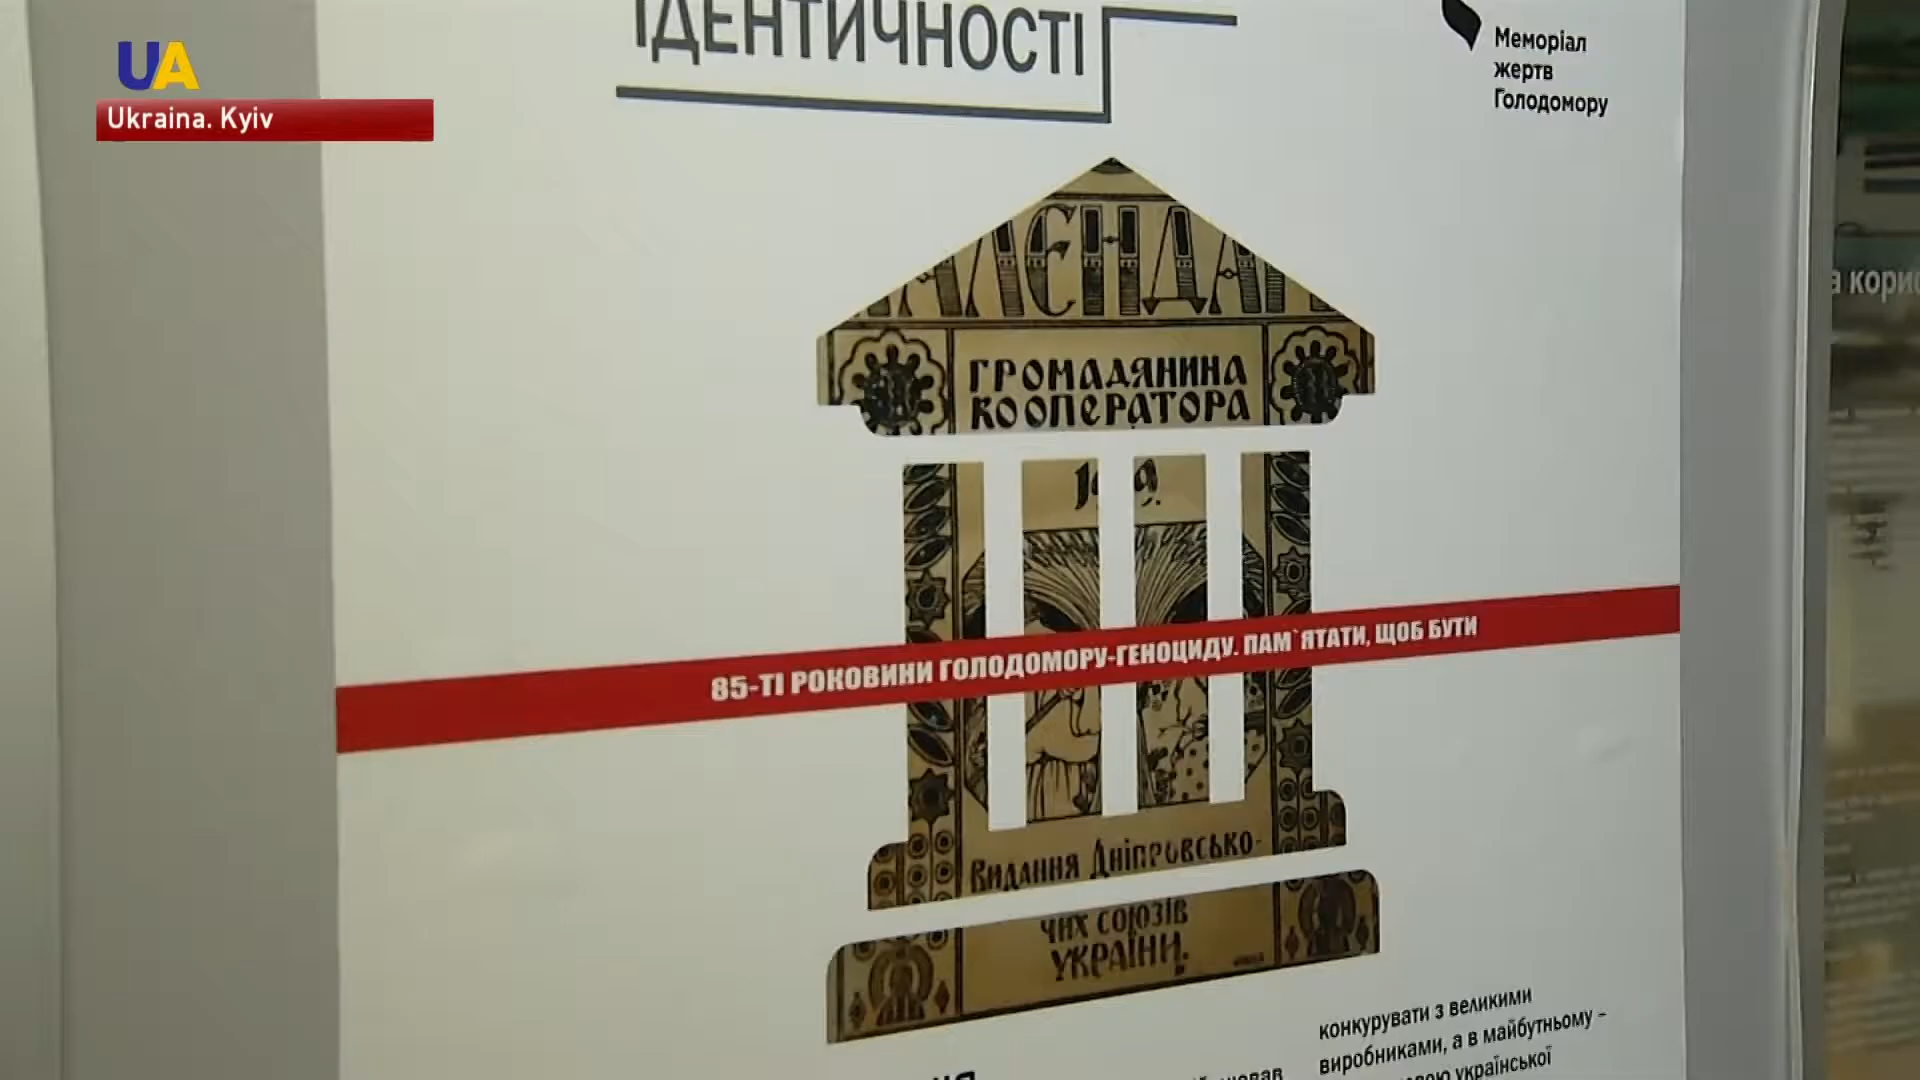 UA
Ukraina. Kyiv
ІДЕНТИЧНОСТІ
Меморіал
жертв
Голодомору
КАЛЕНДАР
ГРОМАДЯНИНА
КООПЕРАТОРА
85-ТІ РОКОВИНИ ГОЛОДОМОРУ-ГЕНОЦИДУ. ПАМ`ЯТАТИ, ЩОБ БУТИ
Видання Дніпровсько-
чих союзів
України.
конкурувати з великими
виробниками, а в майбутньому –
української